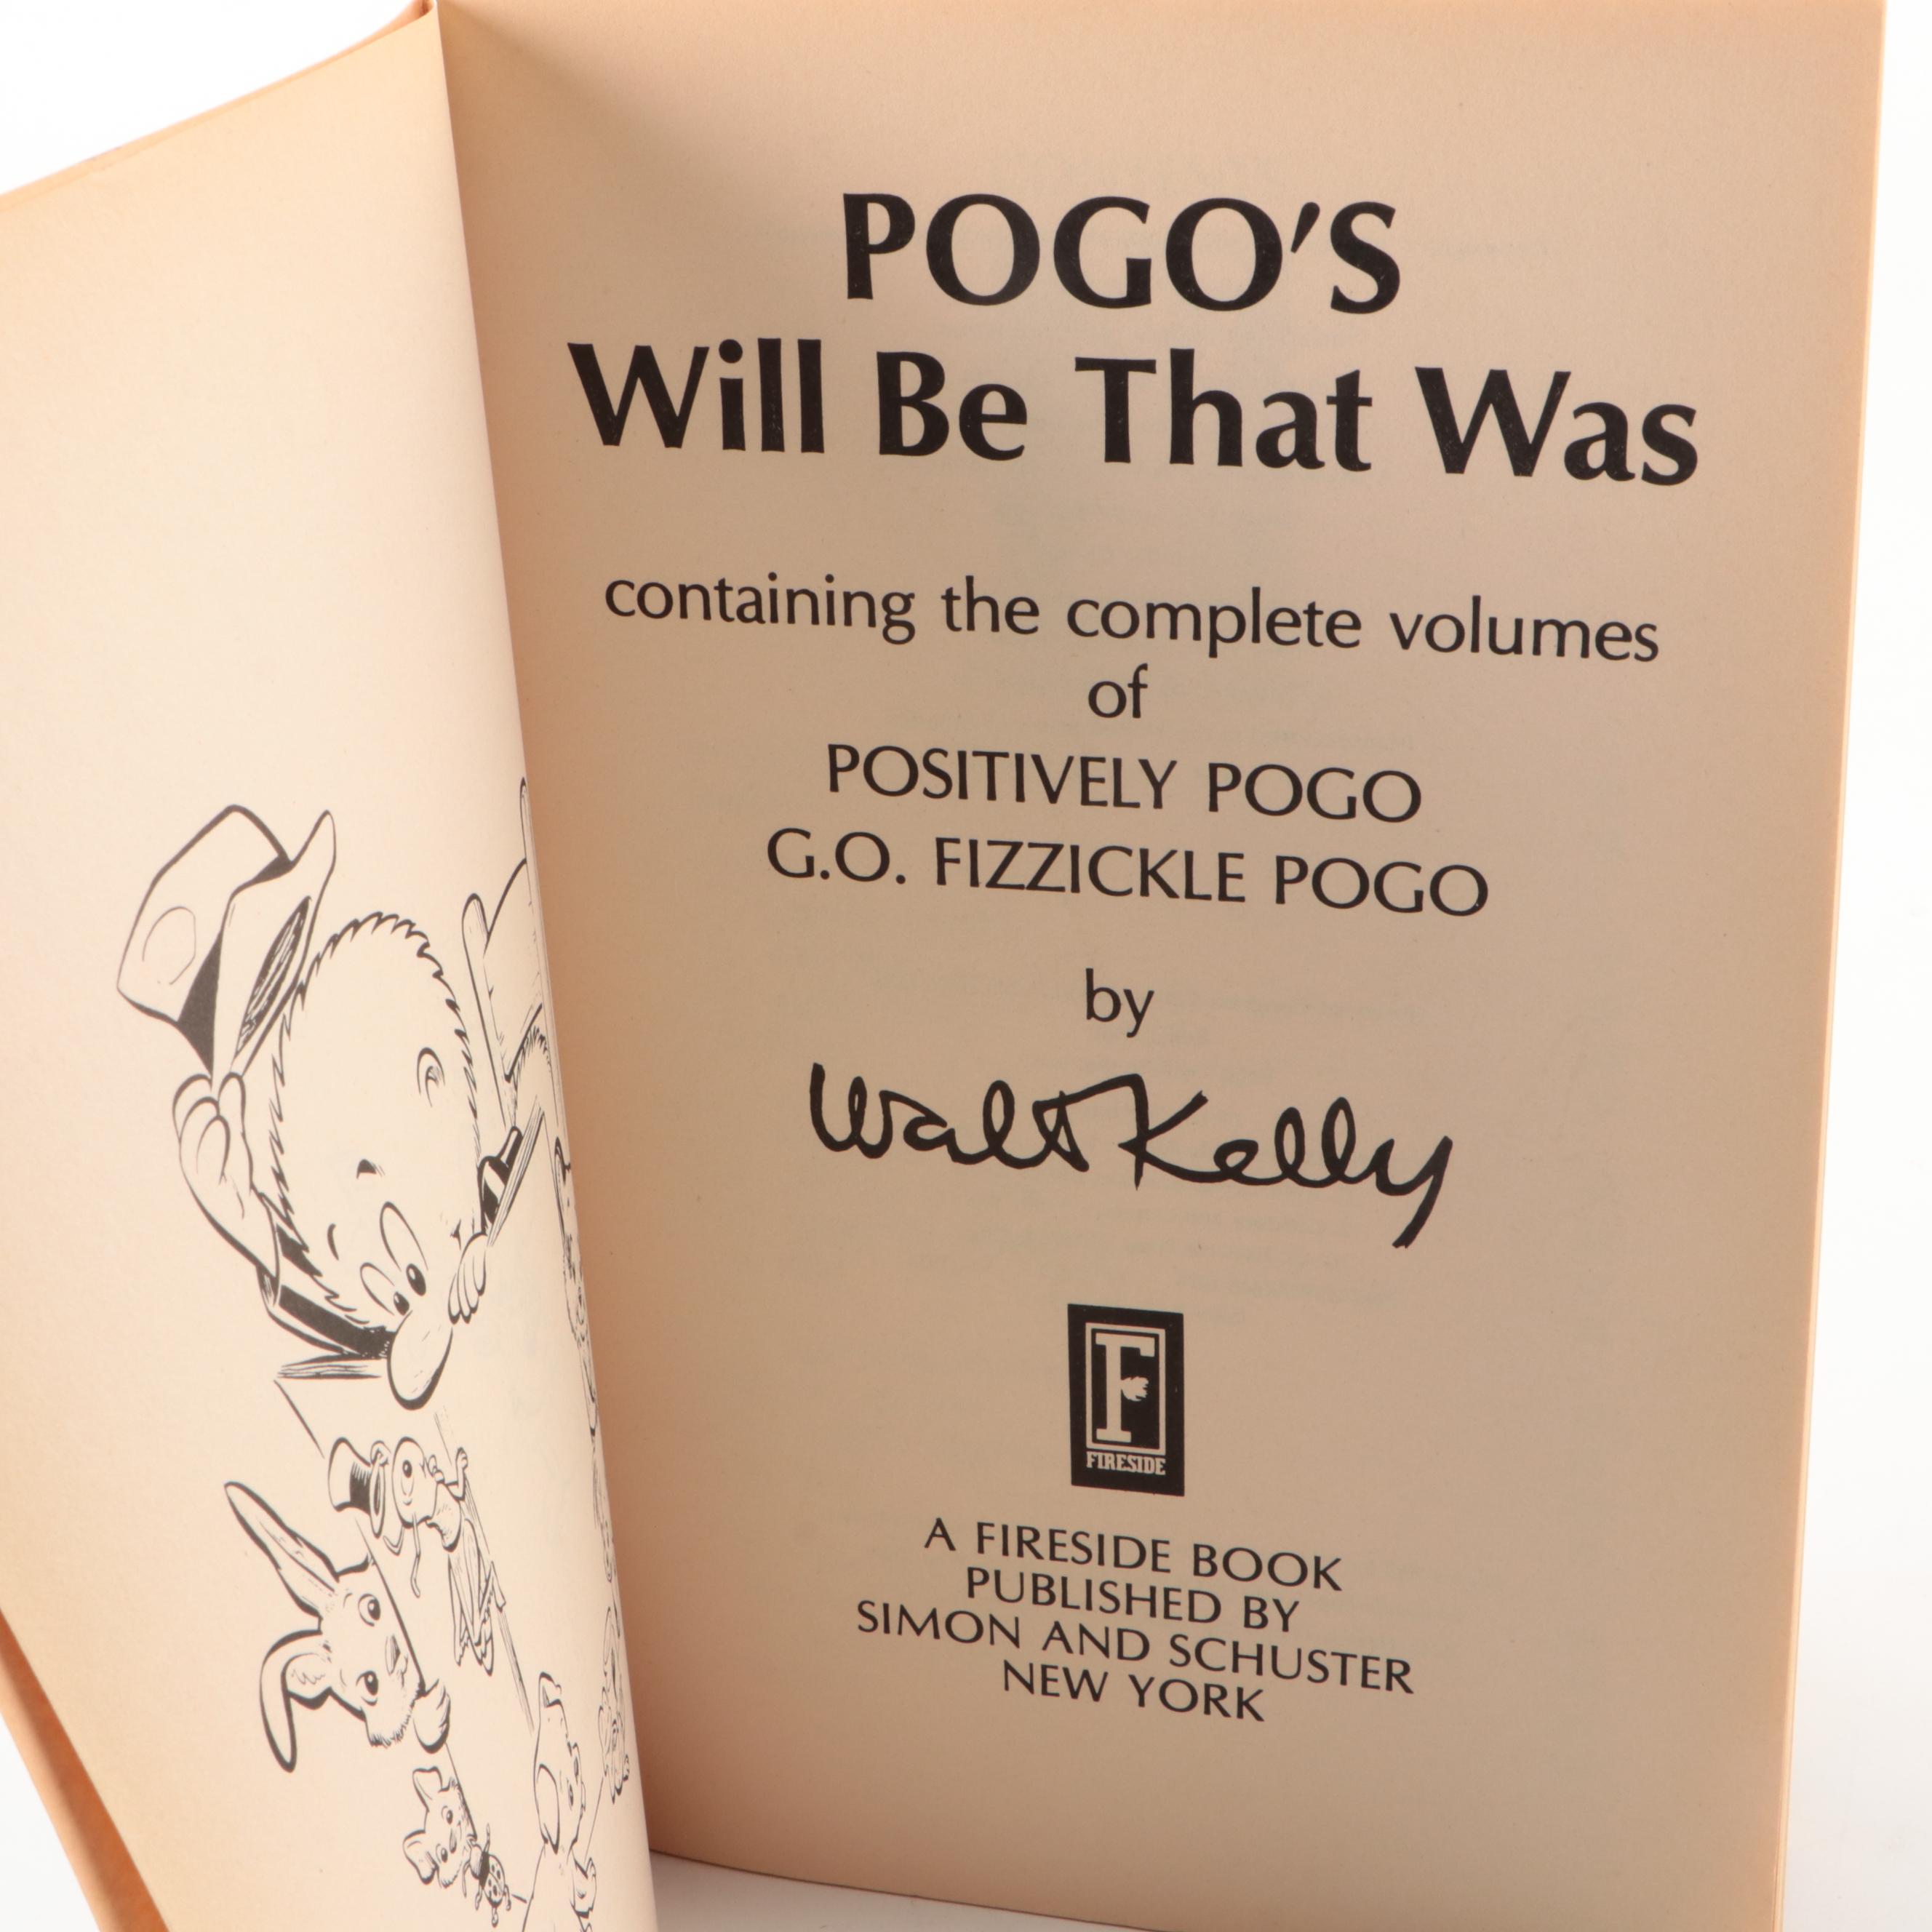 POGO'S
Will Be That Was
containing the complete volumes
of
POSITIVELY POGO
G.O. FIZZICKLE POGO
by
Walt Kelly
F
FIRESIDE
A FIRESIDE BOOK
PUBLISHED BY
SIMON AND SCHUSTER
NEW YORK